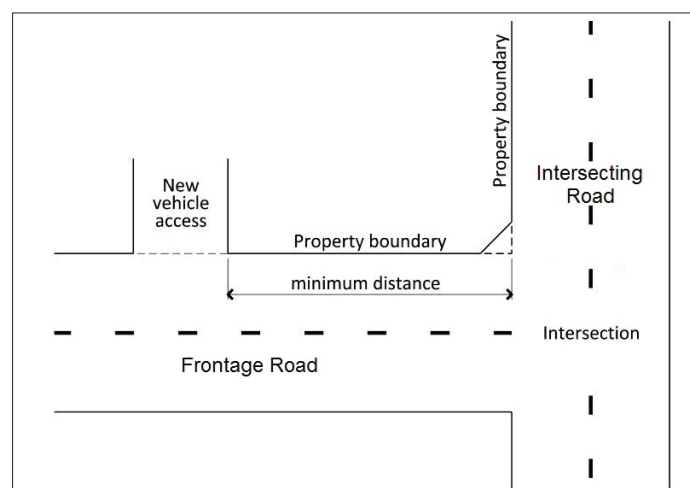 Property boundary
Intersecting
Road
New
vehicle
access
Property boundary
minimum distance
Intersection
Frontage Road